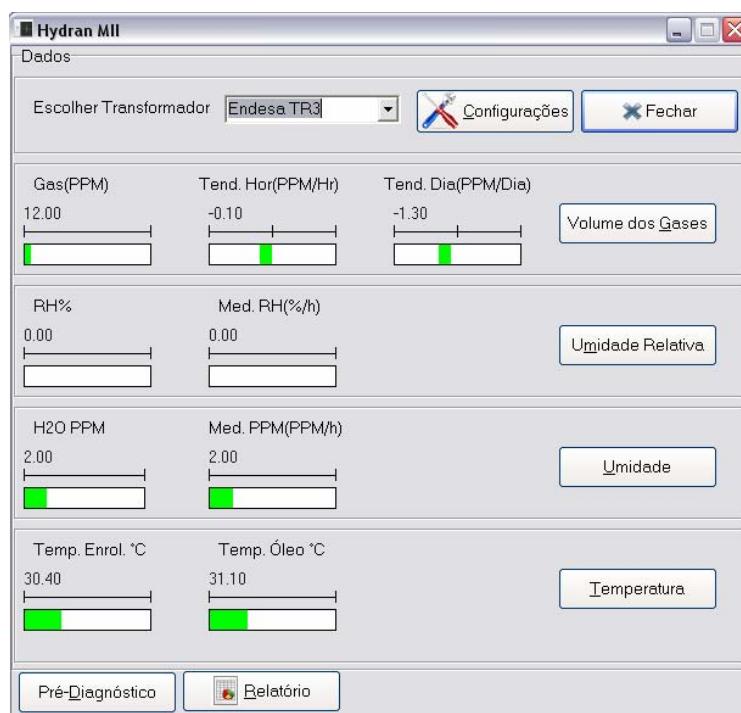 Hydran MII
Dados
Escolher Transformador Endesa TR3 Configurações Fechar
Gas(PPM) Tend. Hor(PPM/Hr) Tend. Dia(PPM/Dia)
12.00 -0.10 -1.30
Volume dos Gases
RH% Med. RH(%/h)
0.00 0.00
Umidade Relativa
H2O PPM Med. PPM(PPM/h)
2.00 2.00
Umidade
Temp. Enrol. °C Temp. Óleo °C
30.40 31.10
Temperatura
Pré-Diagnóstico Relatório